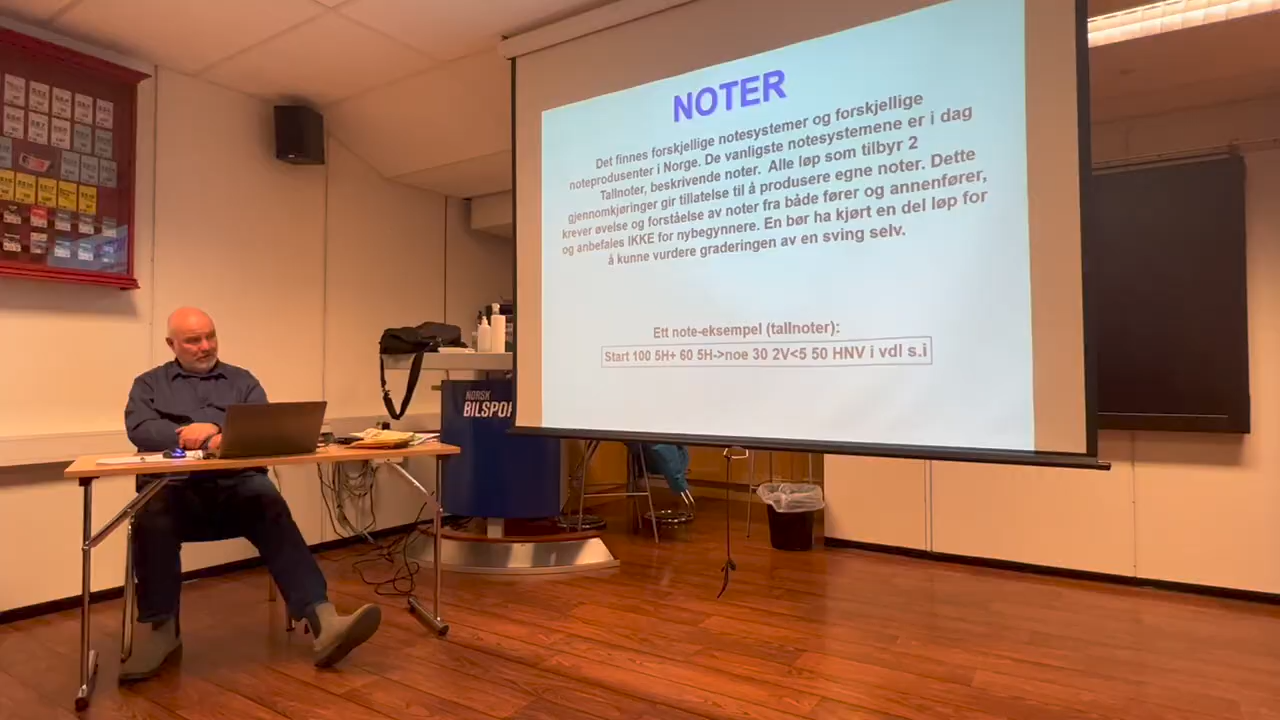 NOTER
Det finnes forskjellige notesystemer og forskjellige
noteprodusenter i Norge. De vanligste notesystemene er i dag
Tallnoter, beskrivende noter. Alle løp som tilbyr 2
gjennomkjøringer gir tillatelse til å produsere egne noter. Dette
krever øvelse og forståelse av noter fra både fører og annenfører,
og anbefales IKKE for nybegynnere. En bør ha kjørt en del løp for
å kunne vurdere graderingen av en sving selv.
Ett note-eksempel (tallnoter):
Start 100 5H+ 60 5H->noe 30 2V<5 50 HNV i vdl s.i
NORSK
BILSPOR